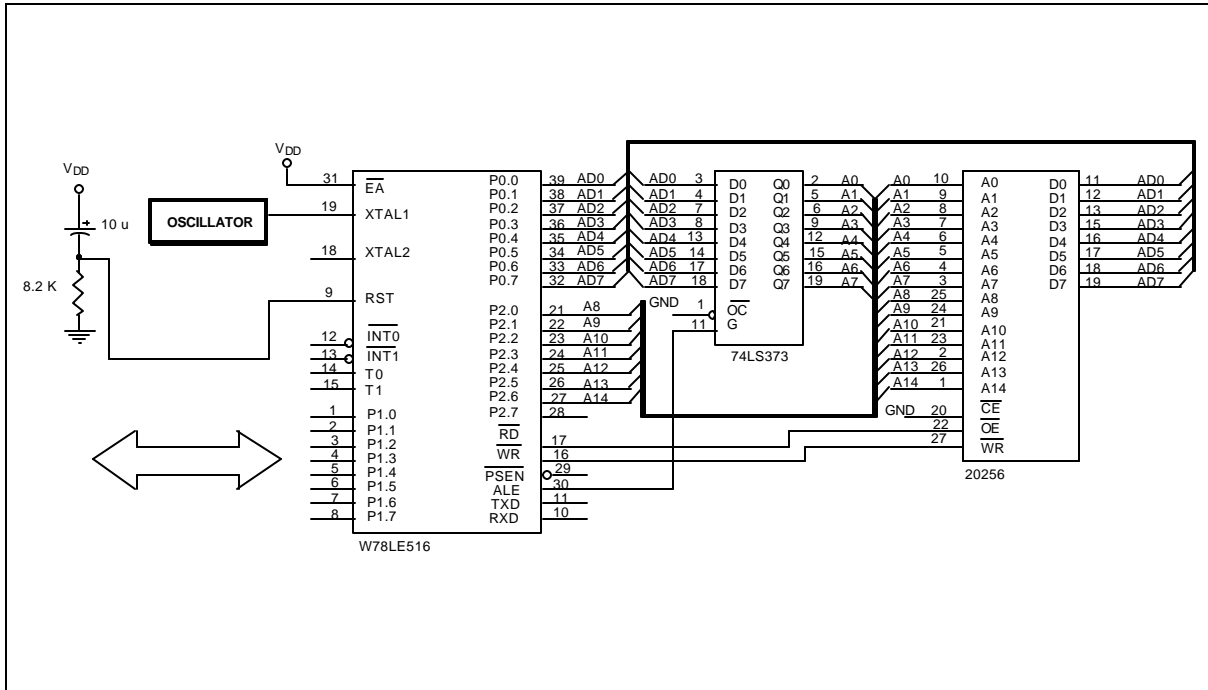 VDD
10 u
8.2 K
OSCILLATOR
VDD
31 EA
19 XTAL1
18 XTAL2
9 RST
12 INT0
13 INT1
14 T0
15 T1
1 P1.0
2 P1.1
3 P1.2
4 P1.3
5 P1.4
6 P1.5
7 P1.6
8 P1.7
P0.0 39 AD0
P0.1 38 AD1
P0.2 37 AD2
P0.3 36 AD3
P0.4 35 AD4
P0.5 34 AD5
P0.6 33 AD6
P0.7 32 AD7
P2.0 21 A8
P2.1 22 A9
P2.2 23 A10
P2.3 24 A11
P2.4 25 A12
P2.5 26 A13
P2.6 27 A14
P2.7 28
RD 17
WR 16
PSEN 29
ALE 30
TXD 11
RXD 10
W78LE516
AD0 3 D0 Q0 2 A0
AD1 4 D1 Q1 5 A1
AD2 7 D2 Q2 6 A2
AD3 8 D3 Q3 9 A3
AD4 13 D4 Q4 12 A4
AD5 14 D5 Q5 15 A5
AD6 17 D6 Q6 16 A6
AD7 18 D7 Q7 19 A7
GND 1 OC
11 G
74LS373
A0 10 A0 D0 11 AD0
A1 9 A1 D1 12 AD1
A2 8 A2 D2 13 AD2
A3 7 A3 D3 15 AD3
A4 6 A4 D4 16 AD4
A5 5 A5 D5 17 AD5
A6 4 A6 D6 18 AD6
A7 3 A7 D7 19 AD7
A8 25 A8
A9 24 A9
A10 21 A10
A11 23 A11
A12 2 A12
A13 26 A13
A14 1 A14
GND 20 CE
22 OE
27 WR
20256